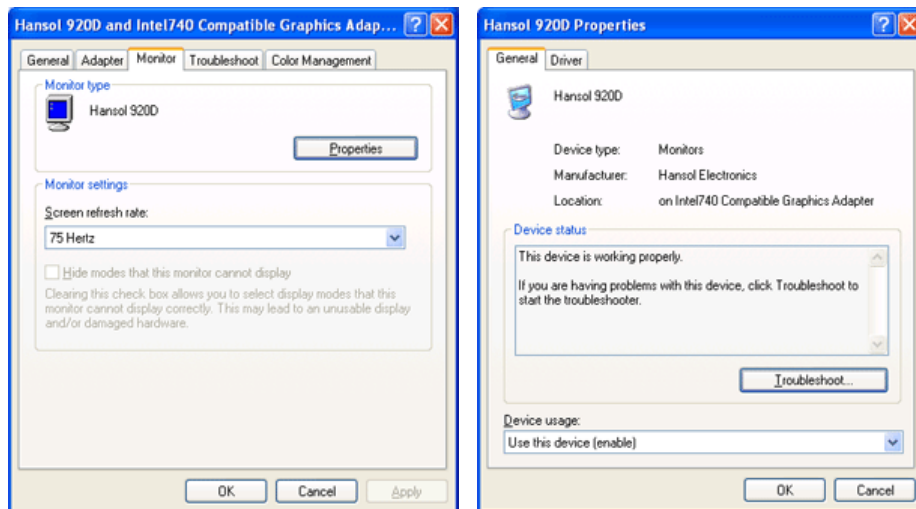 Hansol 920D and Intel740 Compatible Graphics Adap...
General Adapter Monitor Troubleshoot Color Management
Monitor type
Hansol 920D
Properties
Monitor settings
Screen refresh rate:
75 Hertz
Hide modes that this monitor cannot display
Clearing this check box allows you to select display modes that this
monitor cannot display correctly. This may lead to an unusable display
and/or damaged hardware.
OK Cancel Apply
Hansol 920D Properties
General Driver
Hansol 920D
Device type: Monitors
Manufacturer: Hansol Electronics
Location: on Intel740 Compatible Graphics Adapter
Device status
This device is working properly.
If you are having problems with this device, click Troubleshoot to
start the troubleshooter.
Troubleshoot...
Device usage:
Use this device (enable)
OK Cancel